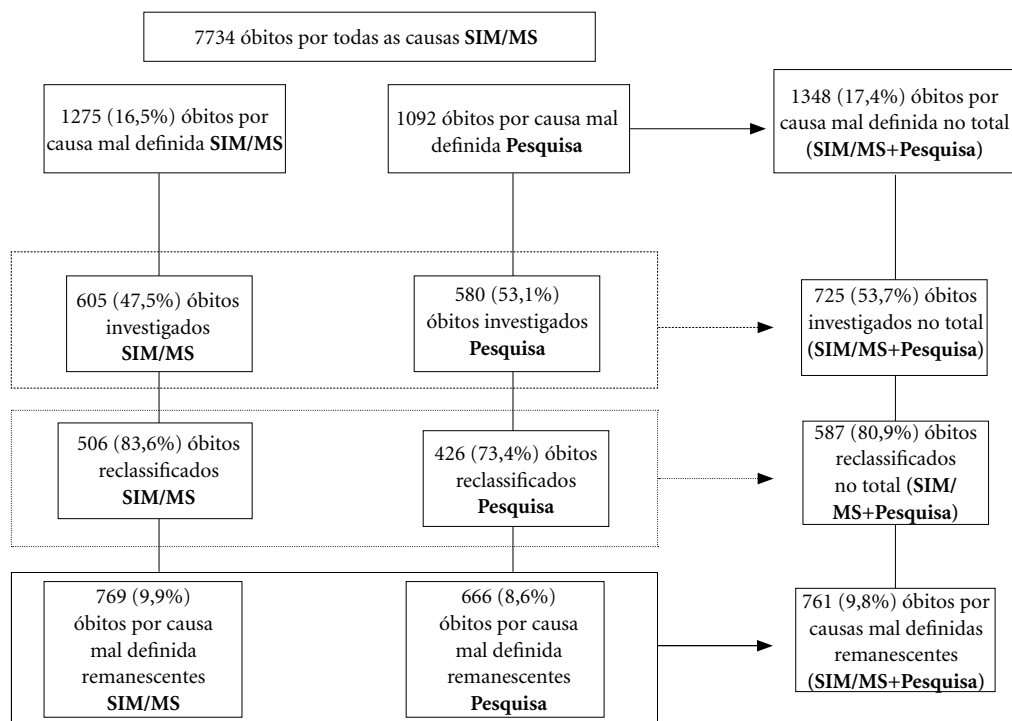 7734 óbitos por todas as causas SIM/MS
1275 (16,5%) óbitos por
causa mal definida SIM/MS
1092 óbitos por causa mal
definida Pesquisa
1348 (17,4%) óbitos por
causa mal definida no total
(SIM/MS+Pesquisa)
605 (47,5%) óbitos
investigados
SIM/MS
580 (53,1%)
óbitos investigados
Pesquisa
725 (53,7%) óbitos
investigados no total
(SIM/MS+Pesquisa)
506 (83,6%) óbitos
reclassificados
SIM/MS
426 (73,4%) óbitos
reclassificados
Pesquisa
587 (80,9%) óbitos
reclassificados
no total (SIM/
MS+Pesquisa)
769 (9,9%)
óbitos por causa
mal definida
remanescentes
SIM/MS
666 (8,6%)
óbitos por causa
mal definida
remanescentes
Pesquisa
761 (9,8%) óbitos por
causas mal definidas
remanescentes
(SIM/MS+Pesquisa)